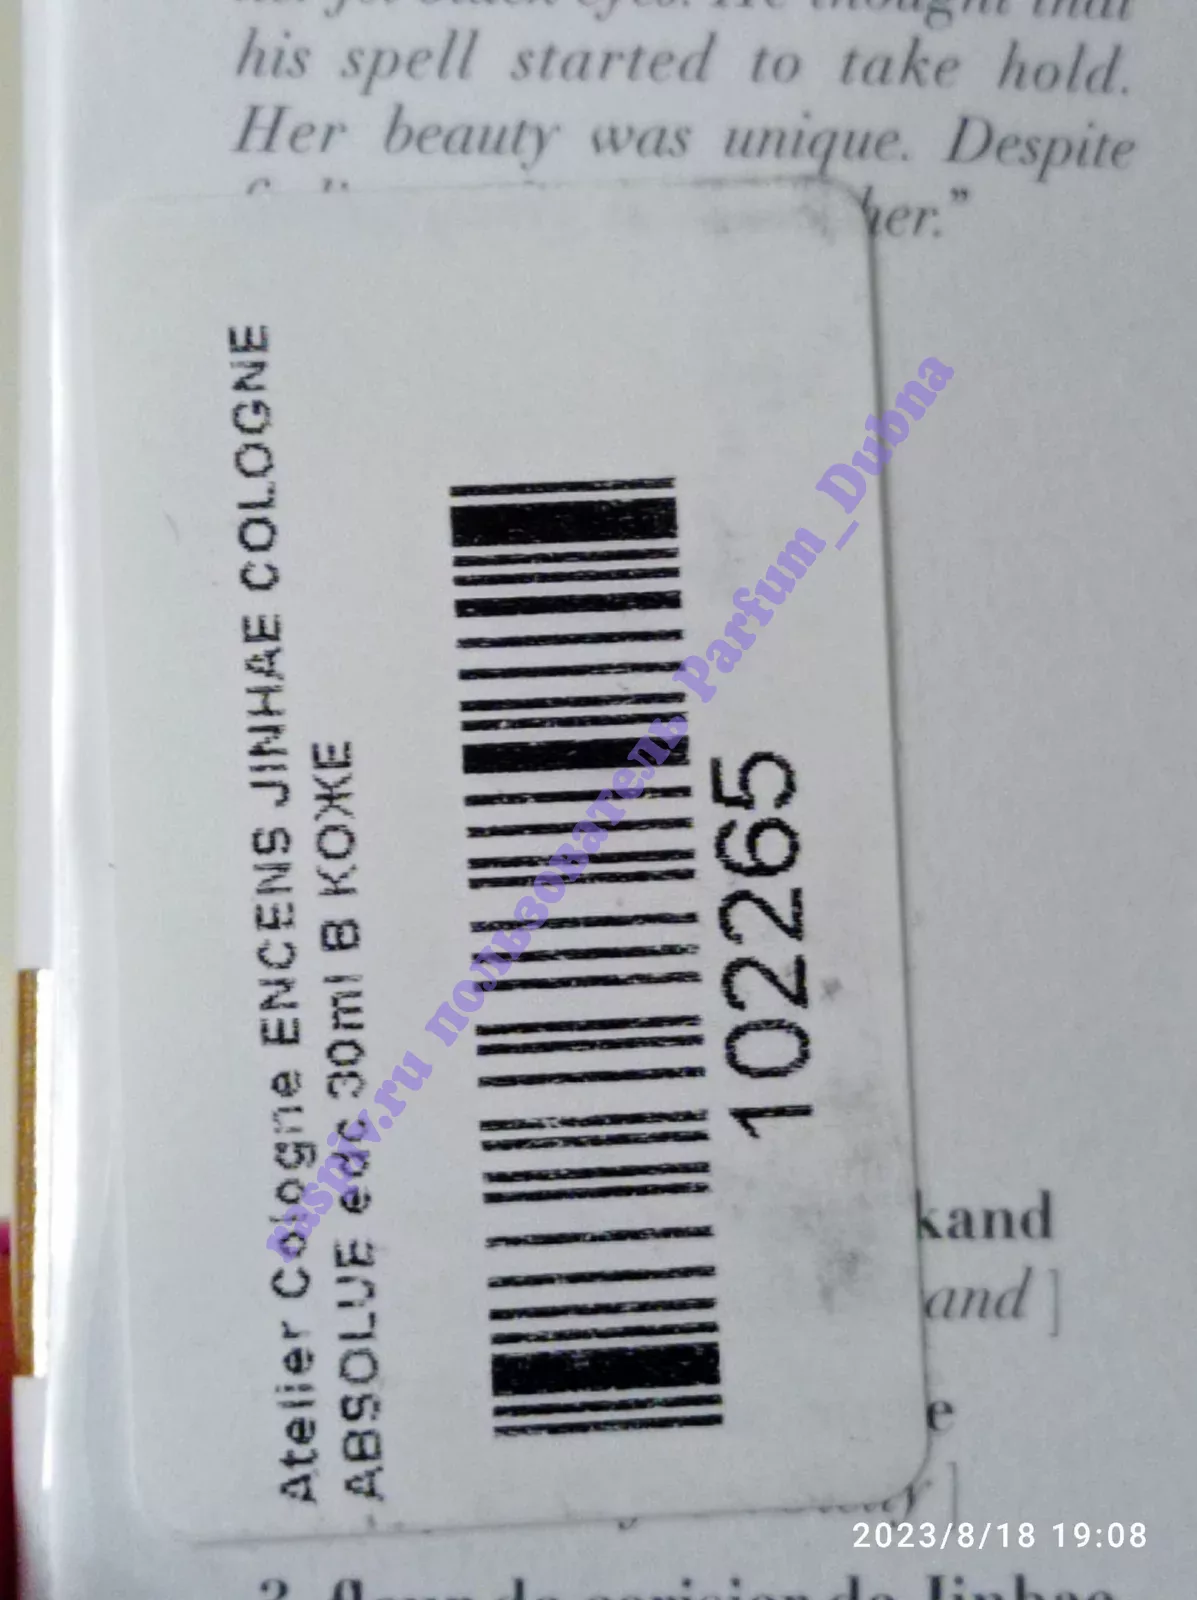 his spell started to take hold.
Her beauty was unique. Despite
her.”
Atelier Cologne ENCENS JINHAE COLOGNE
ABSOLUE edc 30ml В КОЖЕ
102265
raspiv.ru пользователь Parfum_Dubna
kand
and ]
e
]
2023/8/18 19:08